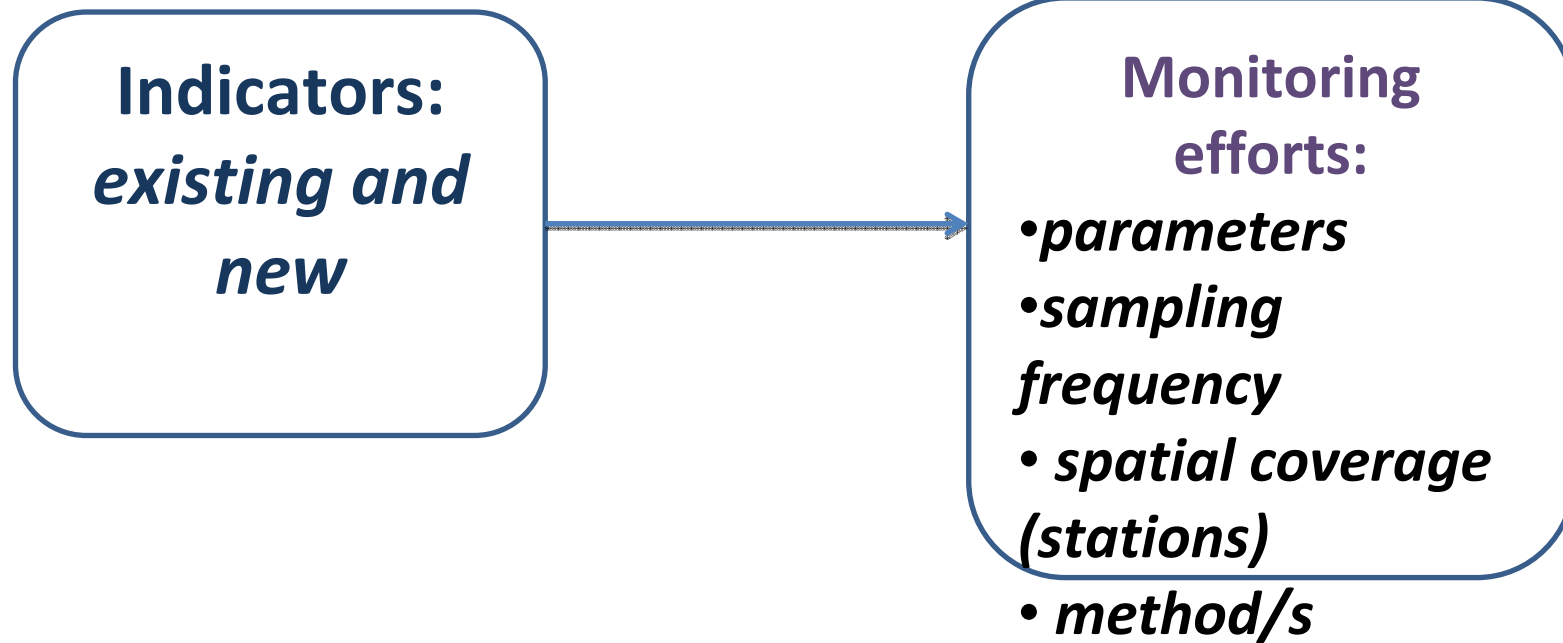 Indicators:
existing and
new
Monitoring
efforts:
•parameters
•sampling
frequency
• spatial coverage
(stations)
• method/s